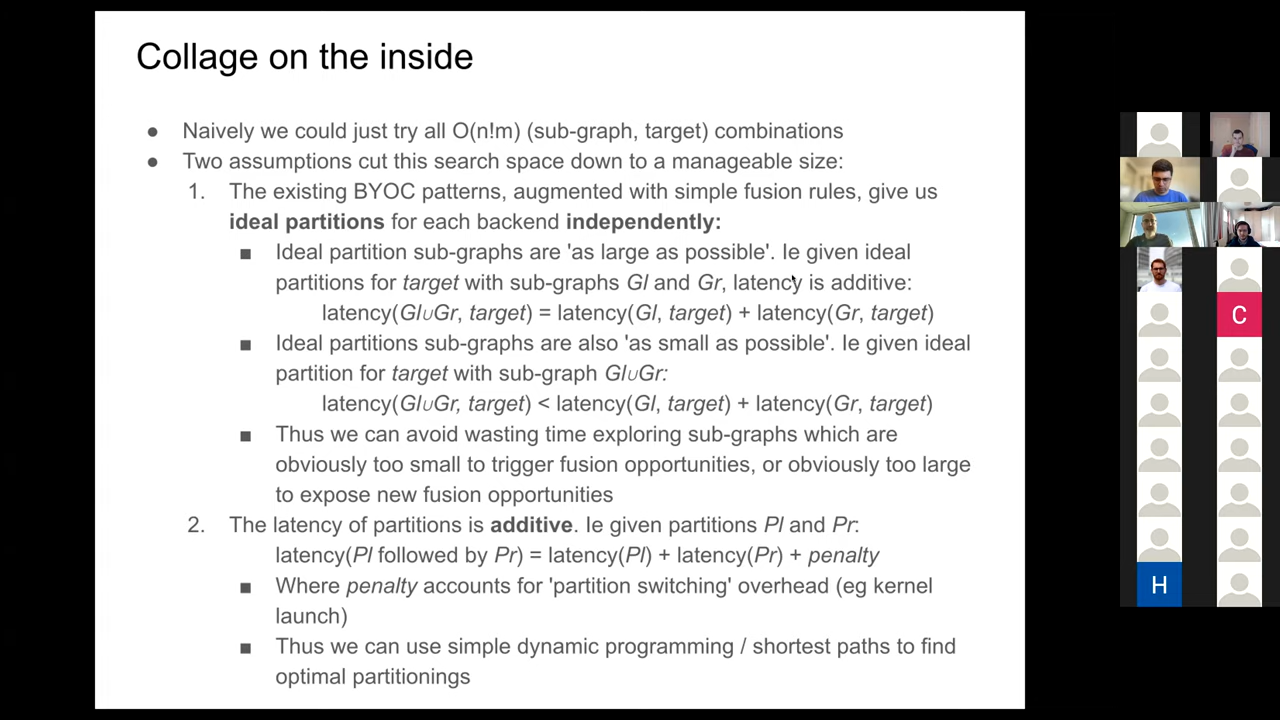 Collage on the inside
● Naively we could just try all O(n!m) (sub-graph, target) combinations
● Two assumptions cut this search space down to a manageable size:
1. The existing BYOC patterns, augmented with simple fusion rules, give us
ideal partitions for each backend independently:
■ Ideal partition sub-graphs are 'as large as possible'. Ie given ideal
partitions for target with sub-graphs Gl and Gr, latency is additive:
latency(Gl∪Gr, target) = latency(Gl, target) + latency(Gr, target)
■ Ideal partitions sub-graphs are also 'as small as possible'. Ie given ideal
partition for target with sub-graph Gl∪Gr:
latency(Gl∪Gr, target) < latency(Gl, target) + latency(Gr, target)
■ Thus we can avoid wasting time exploring sub-graphs which are
obviously too small to trigger fusion opportunities, or obviously too large
to expose new fusion opportunities
2. The latency of partitions is additive. Ie given partitions Pl and Pr:
latency(Pl followed by Pr) = latency(Pl) + latency(Pr) + penalty
■ Where penalty accounts for 'partition switching' overhead (eg kernel
launch)
■ Thus we can use simple dynamic programming / shortest paths to find
optimal partitionings
C
H